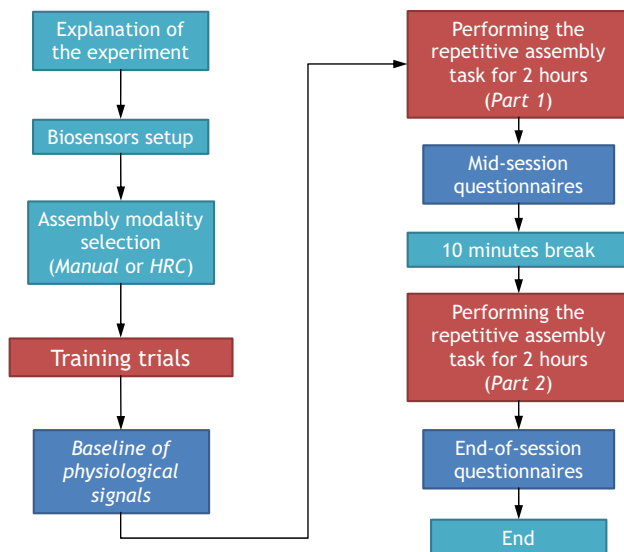 Explanation of
the experiment
Biosensors setup
Assembly modality
selection
(Manual or HRC)
Training trials
Baseline of
physiological
signals
Performing the
repetitive assembly
task for 2 hours
(Part 1)
Mid-session
questionnaires
10 minutes break
Performing the
repetitive assembly
task for 2 hours
(Part 2)
End-of-session
questionnaires
End